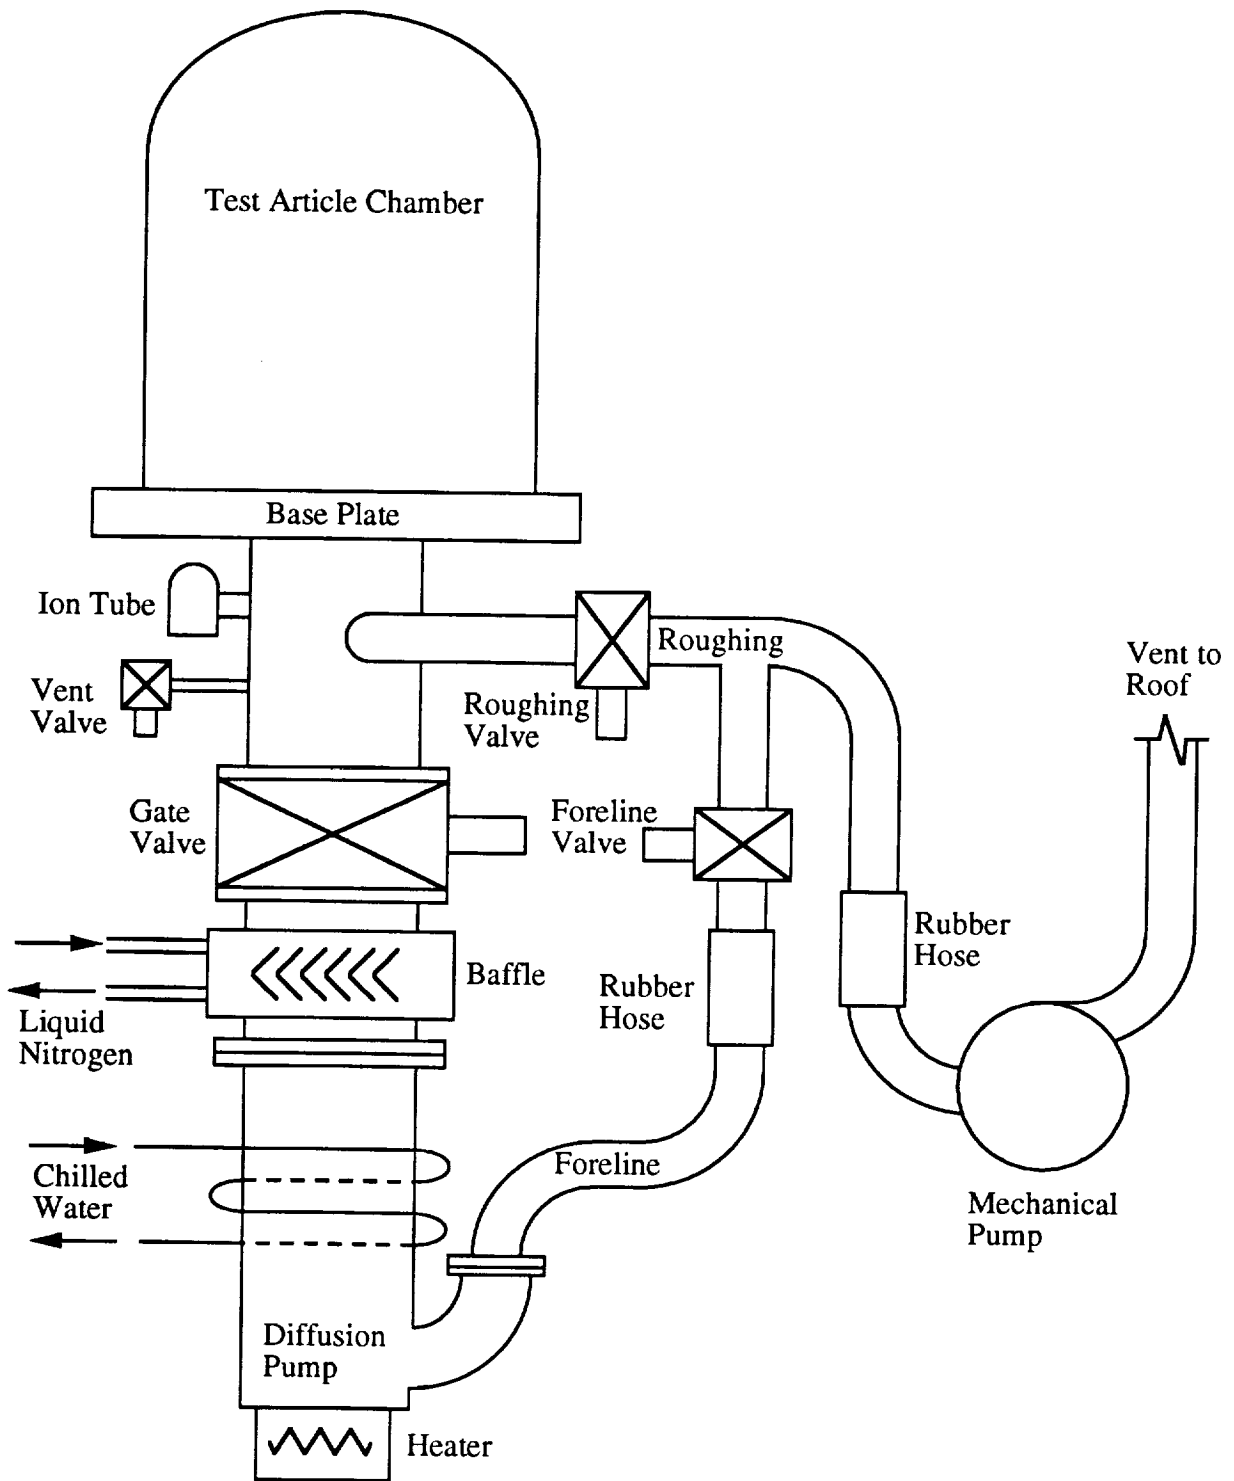 Test Article Chamber
Base Plate
Ion Tube
Vent
Valve
Roughing
Roughing
Valve
Vent to
Roof
Gate
Valve
Foreline
Valve
Baffle
Rubber
Hose
Rubber
Hose
Liquid
Nitrogen
Chilled
Water
Foreline
Mechanical
Pump
Diffusion
Pump
Heater